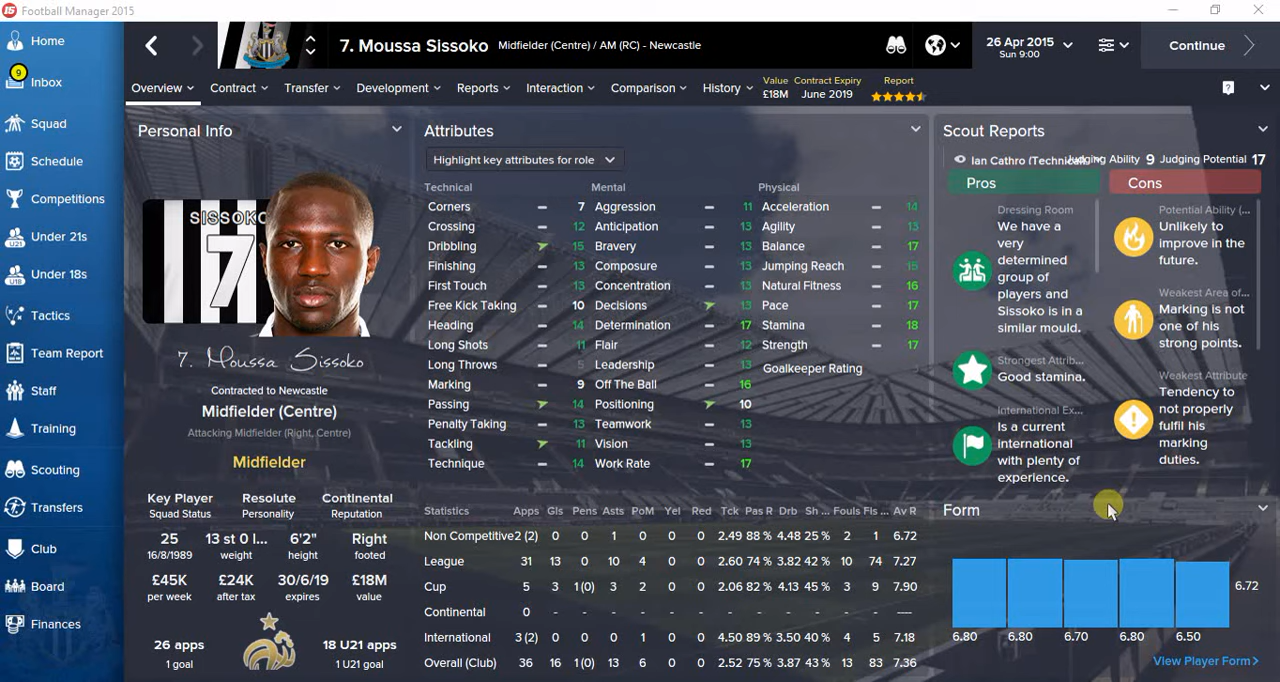 15 Football Manager 2015
7. Moussa Sissoko Midfielder (Centre) / AM (RC) - Newcastle
26 Apr 2015
Sun 9:00
Continue
Home
9
Inbox
Squad
Schedule
Competitions
U21
Under 21s
U18
Under 18s
Tactics
Team Report
Staff
Training
Scouting
Transfers
Club
Board
Finances
Overview Contract Transfer Development Reports Interaction Comparison History
Value Contract Expiry Report
£18M June 2019
?
Personal Info
SISSOKO
7
7. Moussa Sissoko
Contracted to Newcastle
Midfielder (Centre)
Attacking Midfielder (Right, Centre)
Midfielder
Key Player Resolute Continental
Squad Status Personality Reputation
25 13 st 0 l... 6'2" Right
16/8/1989 weight height footed
£45K £24K 30/6/19 £18M
per week after tax expires value
26 apps 18 U21 apps
1 goal 1 U21 goal
Attributes
Highlight key attributes for role
Technical Mental Physical
Corners 7 Aggression 11 Acceleration 14
Crossing 12 Anticipation 13 Agility 13
Dribbling 15 Bravery 13 Balance 17
Finishing 13 Composure 13 Jumping Reach 15
First Touch 13 Concentration 13 Natural Fitness 16
Free Kick Taking 10 Decisions 13 Pace 17
Heading 14 Determination 17 Stamina 18
Long Shots 11 Flair 12 Strength 17
Long Throws 5 Leadership 13 Goalkeeper Rating
Marking 9 Off The Ball 16
Passing 14 Positioning 10
Penalty Taking 13 Teamwork 13
Tackling 11 Vision 13
Technique 14 Work Rate 17
Statistics Apps Gls Pens Asts PoM Yel Red Tck Pas R Drb Sh ... Fouls Fls ... Av R
Non Competitive 2 (2) 0 0 1 0 0 0 2.49 88 % 4.48 25 % 2 1 6.72
League 31 13 0 10 4 0 0 2.60 74 % 3.82 42 % 10 74 7.27
Cup 5 3 1(0) 3 2 0 0 2.06 82 % 4.13 45 % 3 9 7.90
Continental 0 - - - - - - - - - - - - ----
International 3 (2) 0 0 0 1 0 0 4.50 89 % 3.50 40 % 4 5 7.18
Overall (Club) 36 16 1(0) 13 6 0 0 2.52 75 % 3.87 43 % 13 83 7.36
Scout Reports
Ian Cathro Judging Ability 9 Judging Potential 17
Pros
Dressing Room
We have a
very
determined
group of
players and
Sissoko is in a
similar mould.
Strongest Attrib...
Good stamina.
International Ex...
Is a current
international
with plenty of
experience.
Cons
Potential Ability (...
Unlikely to
improve in the
future.
Weakest Area of...
Marking is not
one of his
strong points.
Weakest Attribute
Tendency to
not properly
fulfil his
marking
duties.
Form
6.72
6.80 6.80 6.70 6.80 6.50
View Player Form>